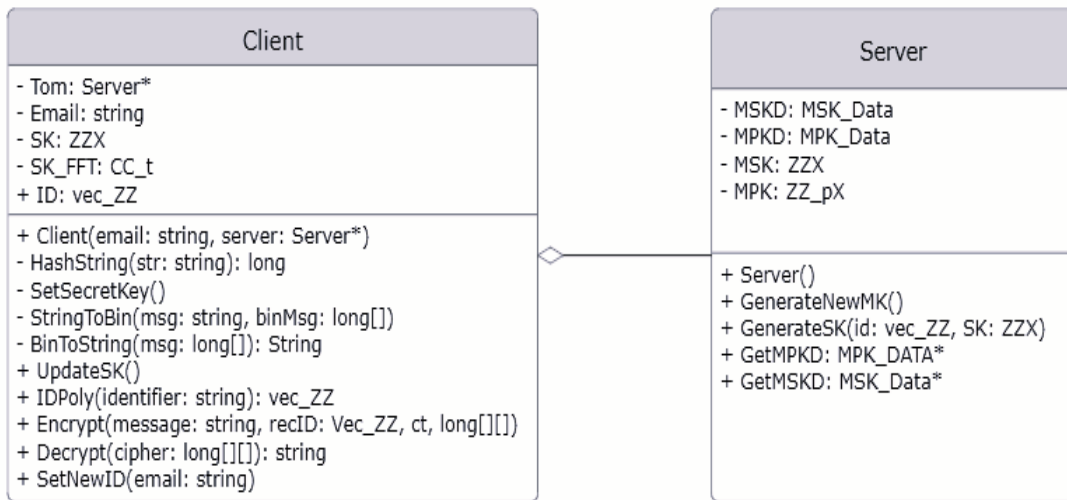 Client
- Tom: Server*
- Email: string
- SK: ZZX
- SK_FFT: CC_t
+ ID: vec_ZZ
+ Client(email: string, server: Server*)
- HashString(str: string): long
- SetSecretKey()
- StringToBin(msg: string, binMsg: long[])
- BinToString(msg: long[]): String
+ UpdateSK()
+ IDPoly(identifier: string): vec_ZZ
+ Encrypt(message: string, recID: Vec_ZZ, ct, long[][])
+ Decrypt(cipher: long[][]): string
+ SetNewID(email: string)
Server
- MSKD: MSK_Data
- MPKD: MPK_Data
- MSK: ZZX
- MPK: ZZ_pX
+ Server()
+ GenerateNewMK()
+ GenerateSK(id: vec_ZZ, SK: ZZX)
+ GetMPKD: MPK_DATA*
+ GetMSKD: MSK_Data*